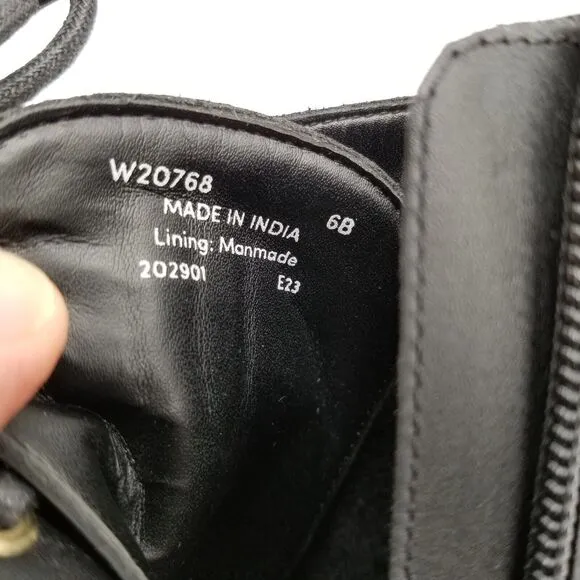 W20768
MADE IN INDIA 6B
Lining: Manmade
202901 E23